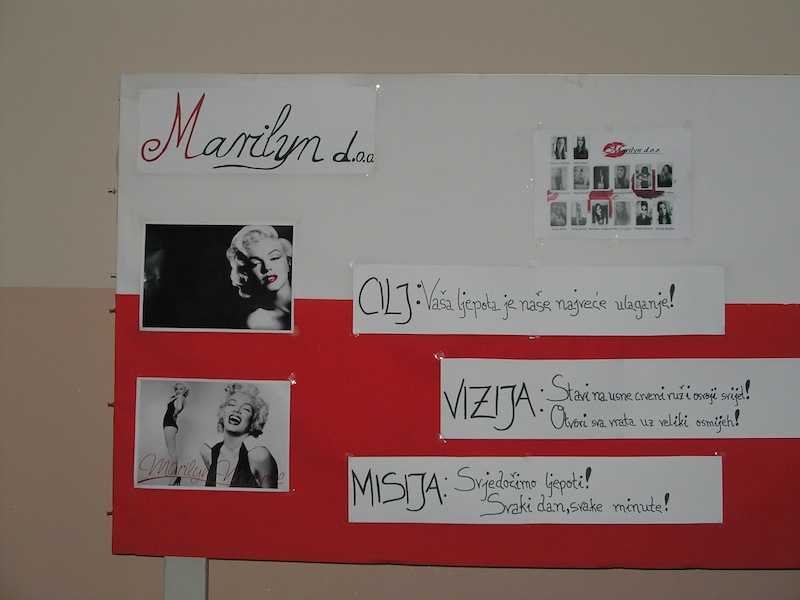 Marilyn d.o.o.
Marilyn d.o.o.
CILJ: Vaša ljepota je naše najveće ulaganje!
VIZIJA: Stavi na usne crveni ruž i osvoji svijet!
Otvori sva vrata uz veliki osmijeh!
Marilyn Monroe
MISIJA: Svjedočimo ljepoti!
Svaki dan, svake minute!